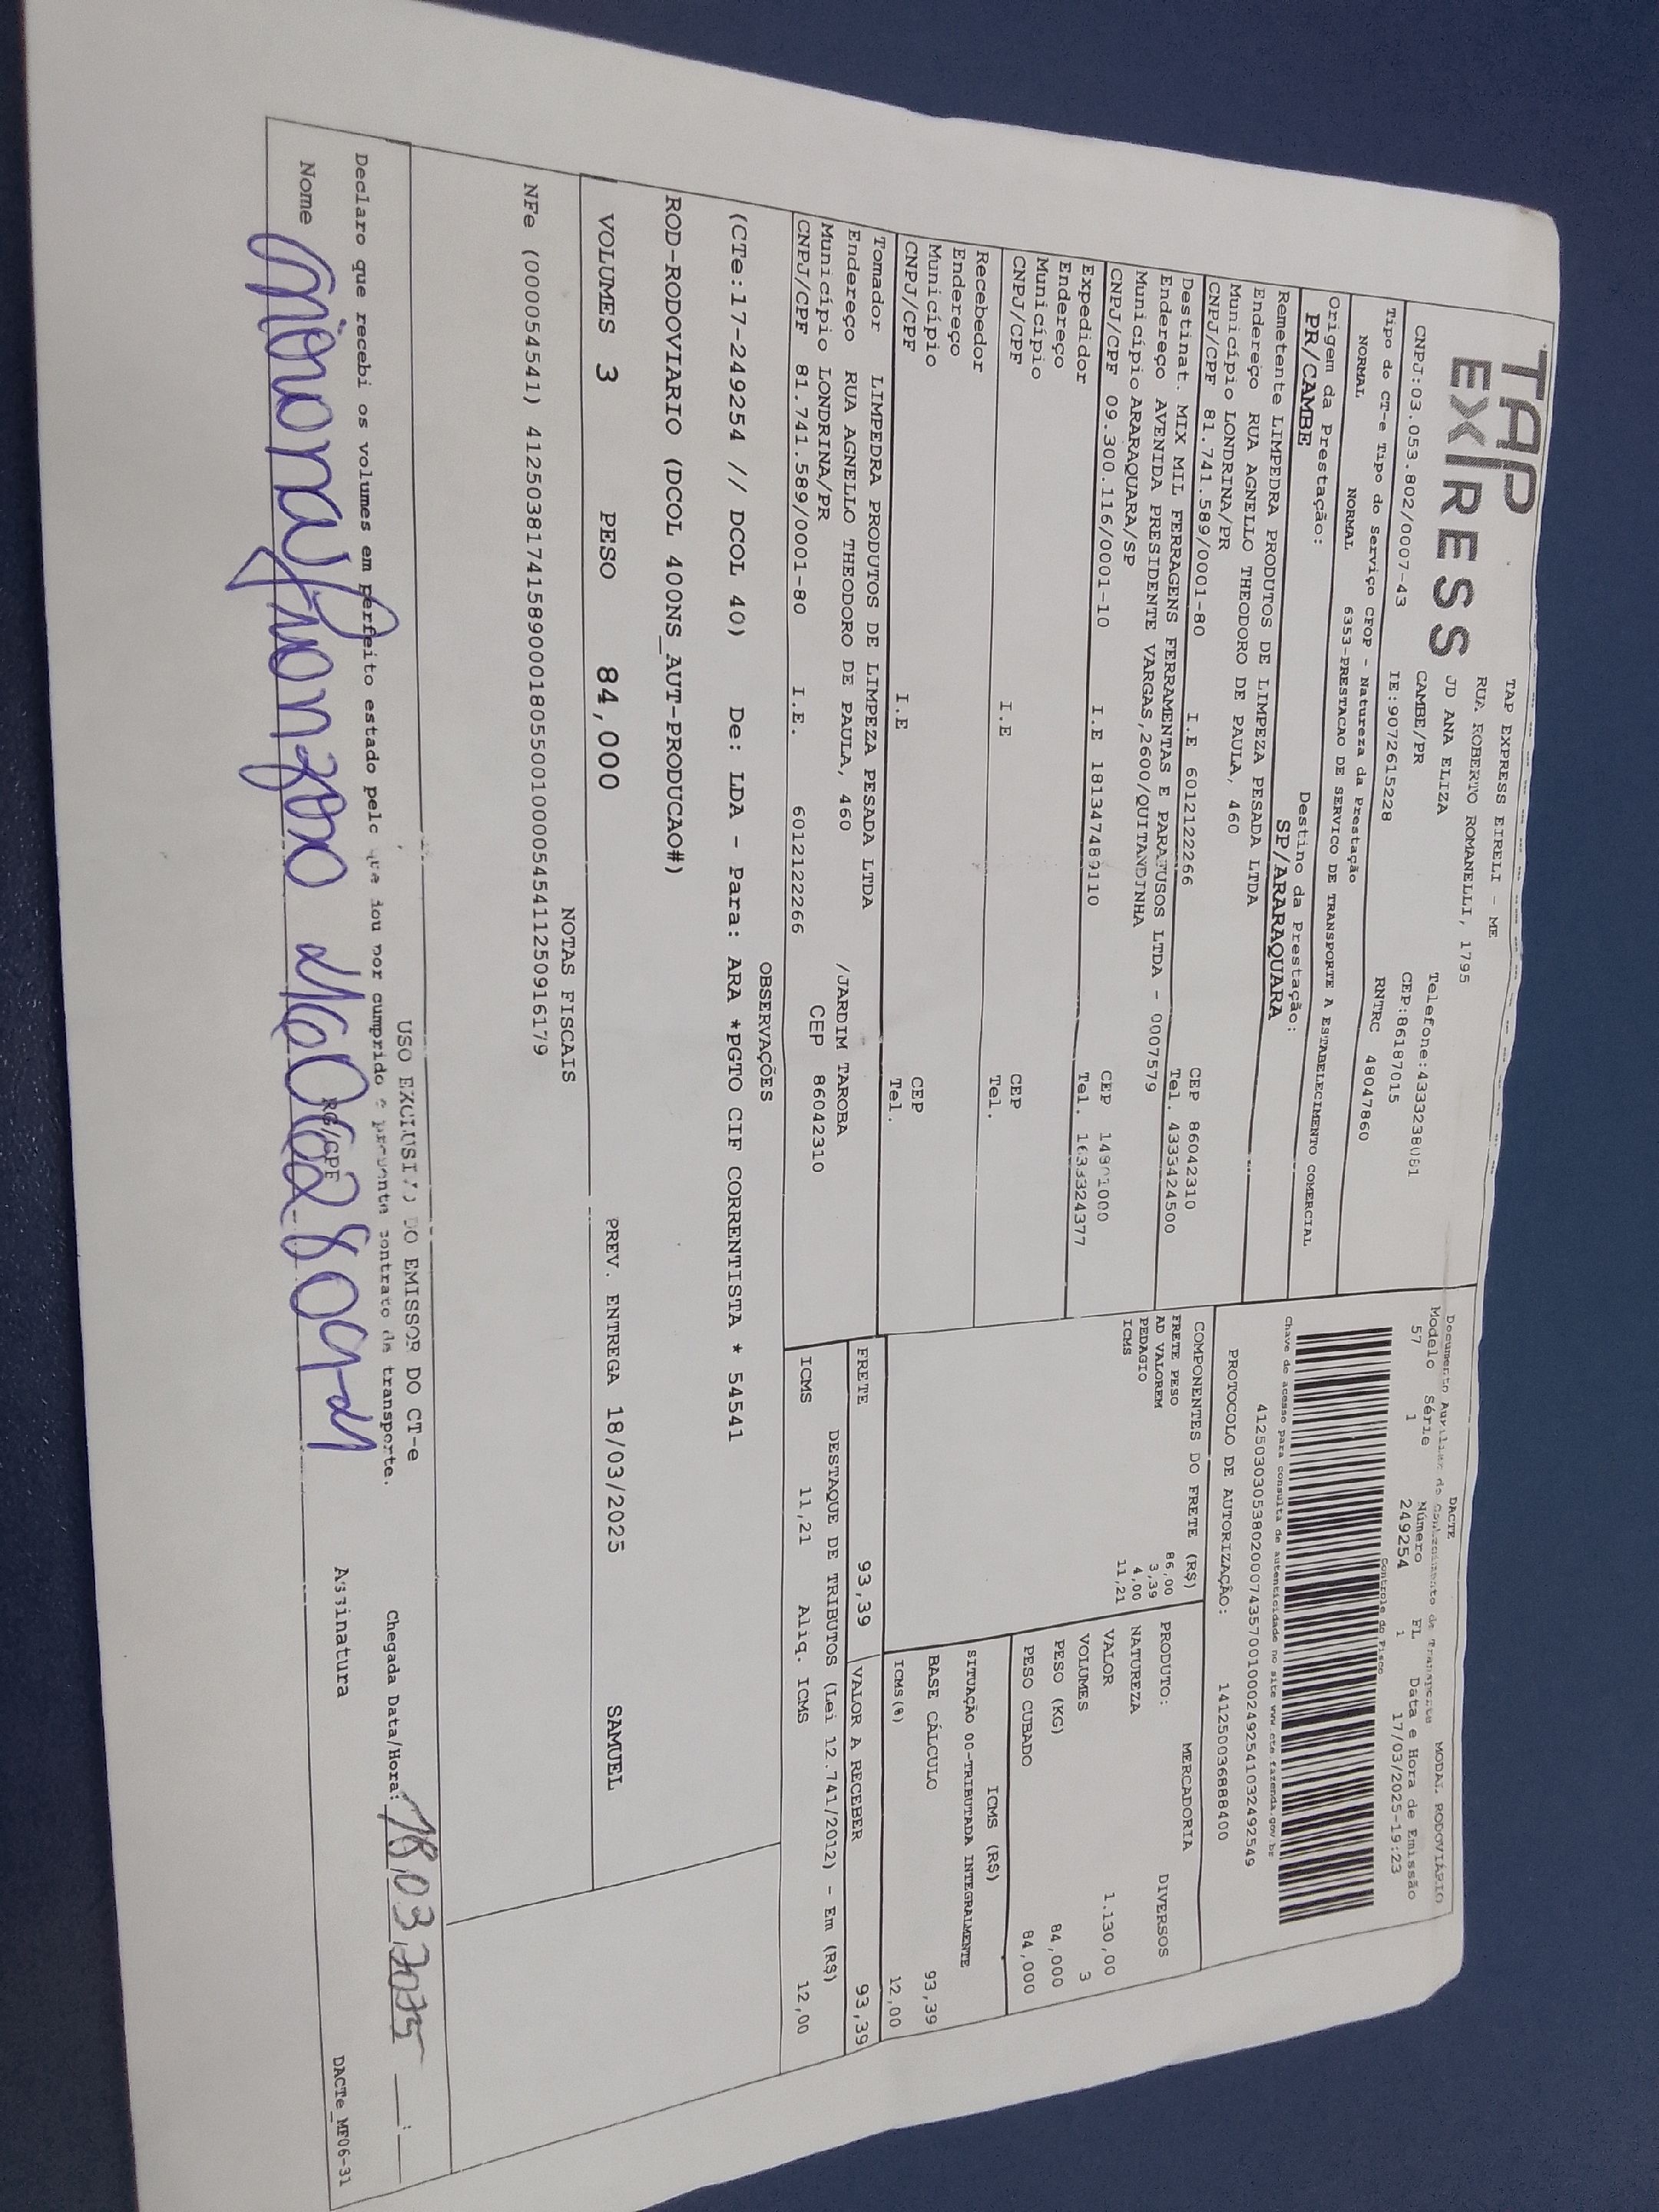 TAP
EXPRESS
TAP EXPRESS EIRELI - ME
RUA ROBERTO ROMANELLI, 1795
JD ANA ELIZA
Telefone:4333238081
CNPJ:03.053.802/0007-43
CAMBE/PR
CEP:86187015
IE:9072615228
RNTRC 48047860
Tipo do CT-e Tipo do Serviço CFOP - Natureza da Prestação
NORMAL NORMAL 6353-PRESTACAO DE SERVICO DE TRANSPORTE A ESTABELECIMENTO COMERCIAL
Origem da Prestação: Destino da Prestação:
PR/CAMBE SP/ARARAQUARA
Remetente LIMPEDRA PRODUTOS DE LIMPEZA PESADA LTDA
Endereço RUA AGNELLO THEODORO DE PAULA, 460
Município LONDRINA/PR CEP 86042310
CNPJ/CPF 81.741.589/0001-80 I.E 6012122266 Tel. 4333424500
Destinat. MIX MIL FERRAGENS FERRAMENTAS E PARAFUSOS LTDA - 0007579
Endereço AVENIDA PRESIDENTE VARGAS,2600/QUITANDINHA
Município ARARAQUARA/SP CEP 14801000
CNPJ/CPF 09.300.116/0001-10 I.E 181347489110 Tel. 1633324377
Expedidor
Endereço
Município CEP
CNPJ/CPF I.E Tel.
Recebedor
Endereço
Município CEP
CNPJ/CPF I.E Tel.
Tomador LIMPEDRA PRODUTOS DE LIMPEZA PESADA LTDA
Endereço RUA AGNELLO THEODORO DE PAULA, 460 /JARDIM TAROBA
Município LONDRINA/PR CEP 86042310
CNPJ/CPF 81.741.589/0001-80 I.E. 6012122266
DACTE
Documento Auxiliar do Conhecimento de Transporte MODAL RODOVIÁRIO
Modelo Série Número FL Data e Hora de Emissão
57 1 249254 1 17/03/2025-19:23
Controle do Fisco
Chave de acesso para consulta de autenticidade no site www.cte.fazenda.gov.br
41250303053802000743570010002492541032492549
PROTOCOLO DE AUTORIZAÇÃO: 141250036888400
COMPONENTES DO FRETE (R$)
FRETE PESO 86,00
AD VALOREM 3,39
PEDAGIO 4,00
ICMS 11,21
MERCADORIA
PRODUTO: DIVERSOS
NATUREZA
VALOR 1.130,00
VOLUMES 3
PESO (KG) 84,000
PESO CUBADO 84,000
ICMS (R$)
SITUAÇÃO 00-TRIBUTADA INTEGRALMENTE
BASE CÁLCULO 93,39
ICMS(%) 12,00
FRETE 93,39 VALOR A RECEBER 93,39
DESTAQUE DE TRIBUTOS (Lei 12.741/2012) - Em (R$)
ICMS 11,21 Aliq. ICMS 12,00
OBSERVAÇÕES
(CTe:17-249254 // DCOL 40) De: LDA - Para: ARA *PGTO CIF CORRENTISTA * 54541
ROD-RODOVIARIO (DCOL 400NS_AUT-PRODUCAO#)
VOLUMES 3 PESO 84,000 PREV. ENTREGA 18/03/2025 SAMUEL
NOTAS FISCAIS
NFe (000054541) 41250381741589000180550010000545411250916179
USO EXCLUSIVO DO EMISSOR DO CT-e
Declaro que recebi os volumes em perfeito estado pelo que dou por cumprido o presente contrato de transporte.
Chegada Data/Hora: 18/03/2025 __:__
Nome RG/CPF Assinatura
DACTe_MF06-31